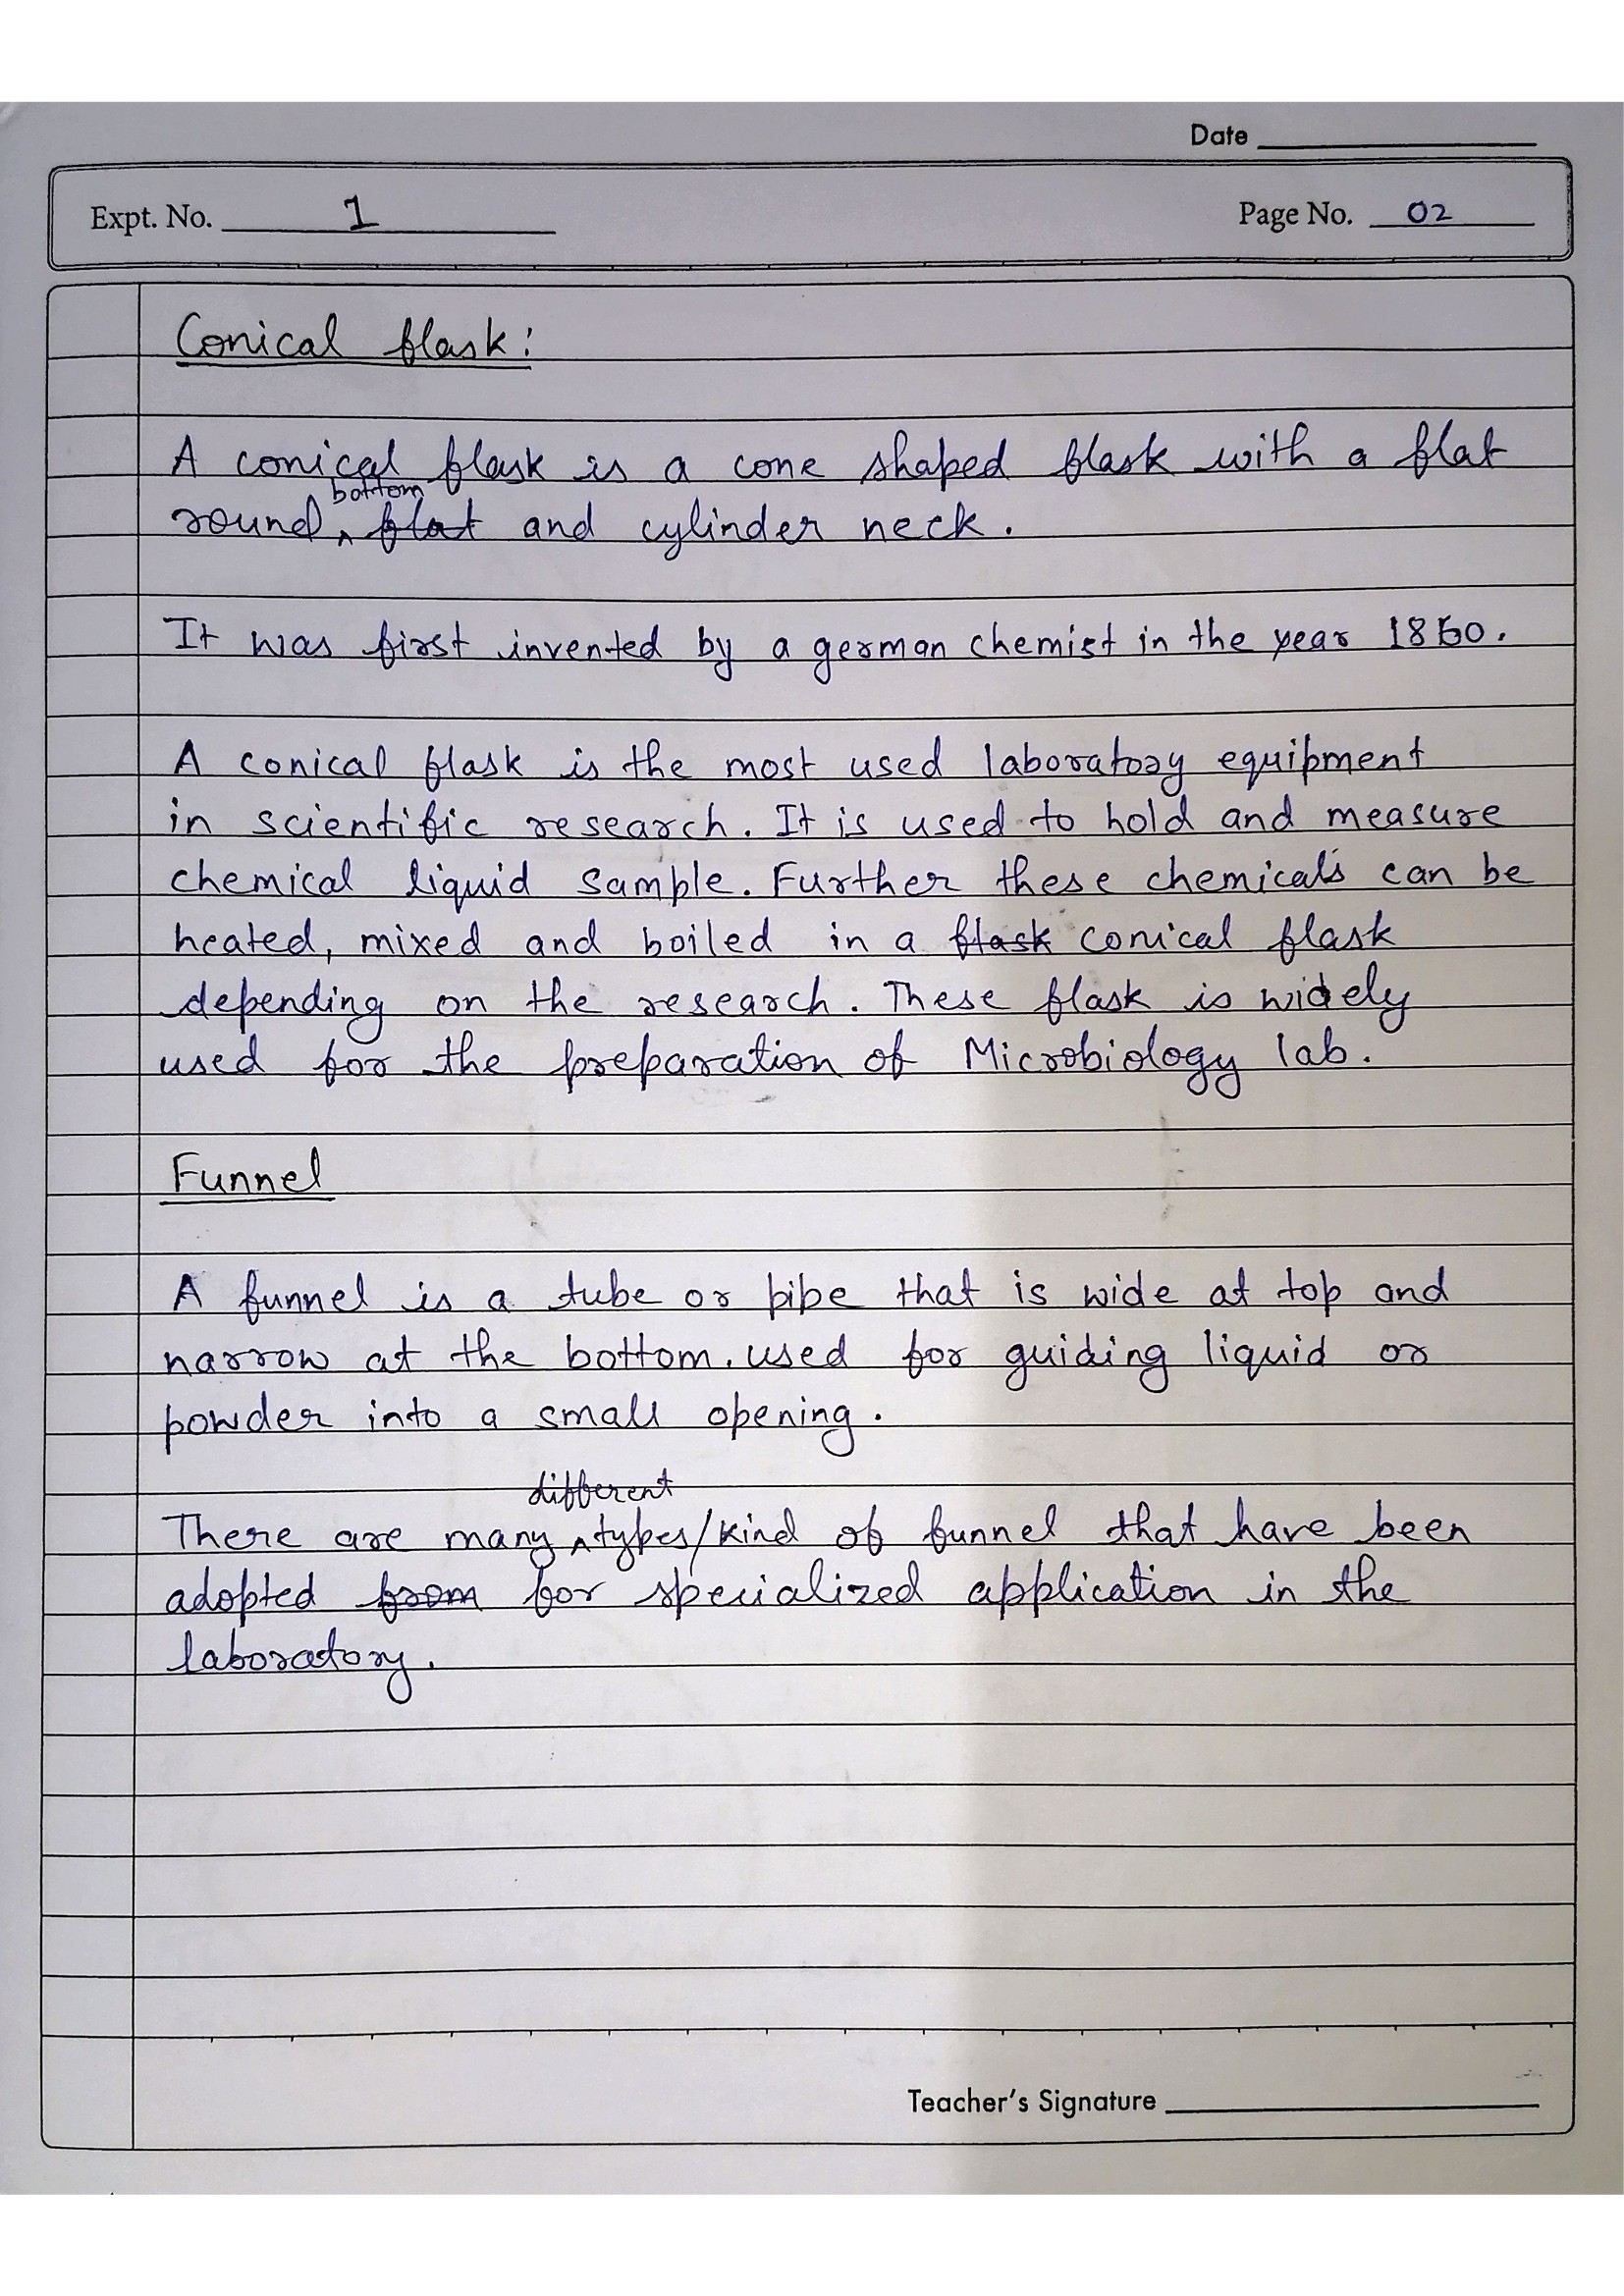 Date
Expt. No. 1
Page No. 02
Conical flask:
A conical flask is a cone shaped flask with a flat
bottom
round flat and cylinder neck.
It was first invented by a german chemist in the year 1860.
A conical flask is the most used laboratory equipment
in scientific research. It is used to hold and measure
chemical liquid sample. Further these chemicals can be
heated, mixed and boiled in a flask conical flask
depending on the research. These flask is widely
used for the preparation of Microbiology lab.
Funnel
A funnel is a tube or pipe that is wide at top and
narrow at the bottom. used for guiding liquid or
powder into a small opening.
different
There are many types/kind of funnel that have been
adopted from for specialized application in the
laboratory.
Teacher's Signature